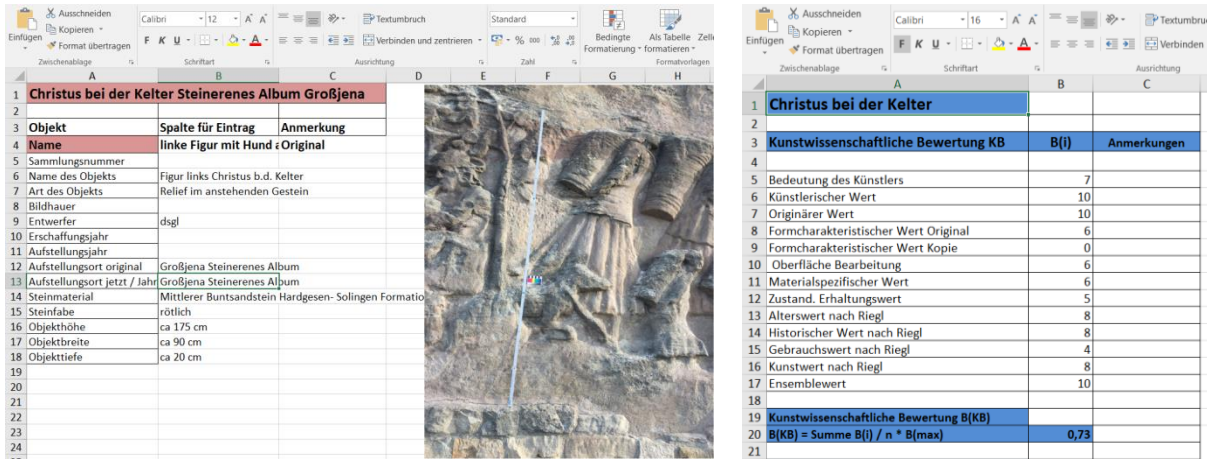 Ausschneiden
Kopieren
Einfügen
Format übertragen
Zwischenablage
Calibri 12
F K U
Schriftart
Textumbruch
Verbinden und zentrieren
Ausrichtung
Standard
% 000
Zahl
Bedingte Formatierung
Als Tabelle formatieren
Formatvorlagen
A B C D E F G H
1 Christus bei der Kelter Steinerenes Album Großjena
2
3 Objekt Spalte für Eintrag Anmerkung
4 Name linke Figur mit Hund a Original
5 Sammlungsnummer
6 Name des Objekts Figur links Christus b.d. Kelter
7 Art des Objekts Relief im anstehenden Gestein
8 Bildhauer
9 Entwerfer dsgl
10 Erschaffungsjahr
11 Aufstellungsjahr
12 Aufstellungsort original Großjena Steinerenes Album
13 Aufstellungsort jetzt / Jahr Großjena Steinerenes Album
14 Steinmaterial Mittlerer Buntsandstein Hardgesen- Solingen Formatio
15 Steinfabe rötlich
16 Objekthöhe ca 175 cm
17 Objektbreite ca 90 cm
18 Objekttiefe ca 20 cm
19
20
21
22
23
24
Ausschneiden
Kopieren
Einfügen
Format übertragen
Zwischenablage
Calibri 16
F K U
Schriftart
Textumbru
Verbinden
Ausrichtung
A B C
1 Christus bei der Kelter
2
3 Kunstwissenschaftliche Bewertung KB B(i) Anmerkungen
4
5 Bedeutung des Künstlers 7
6 Künstlerischer Wert 10
7 Originärer Wert 10
8 Formcharakteristischer Wert Original 6
9 Formcharakteristischer Wert Kopie 0
10 Oberfläche Bearbeitung 6
11 Materialspezifischer Wert 6
12 Zustand. Erhaltungswert 5
13 Alterswert nach Riegl 8
14 Historischer Wert nach Riegl 8
15 Gebrauchswert nach Riegl 4
16 Kunstwert nach Riegl 8
17 Ensemblewert 10
18
19 Kunstwissenschaftliche Bewertung B(KB)
20 B(KB) = Summe B(i) / n * B(max) 0,73
21